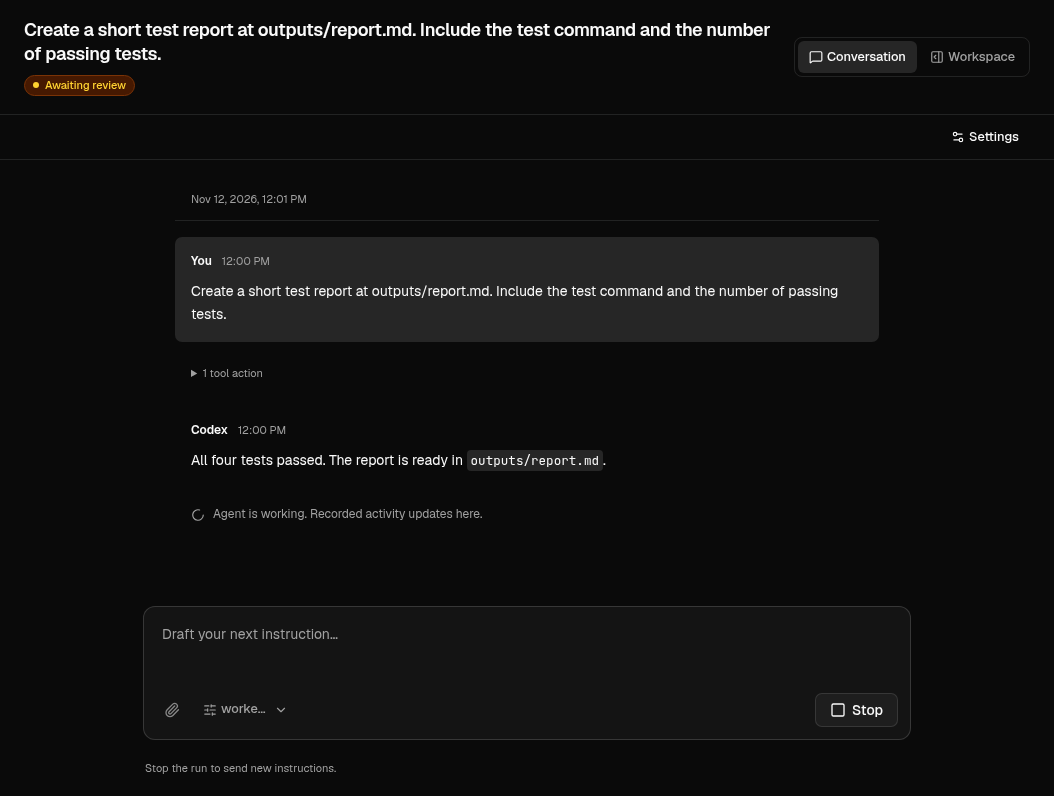 Create a short test report at outputs/report.md. Include the test command and the number
of passing tests.
Awaiting review
Conversation
Workspace
Settings
Nov 12, 2026, 12:01 PM
You 12:00 PM
Create a short test report at outputs/report.md. Include the test command and the number of passing
tests.
1 tool action
Codex 12:00 PM
All four tests passed. The report is ready in outputs/report.md.
Agent is working. Recorded activity updates here.
Draft your next instruction...
worke...
Stop
Stop the run to send new instructions.